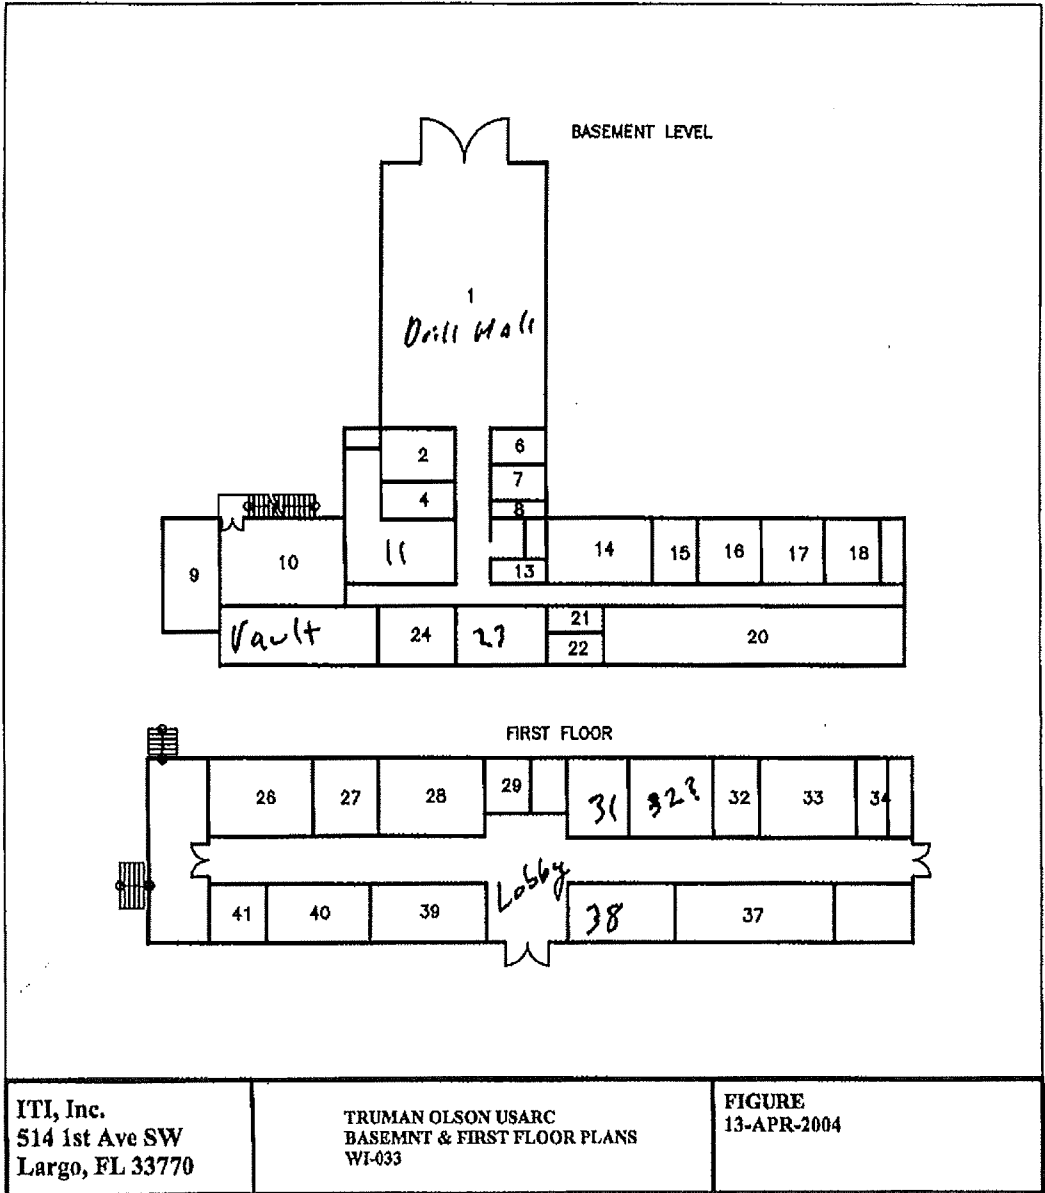 BASEMENT LEVEL
1
Drill Hall
2
6
7
4
8
11
14
15
16
17
18
9
10
13
Vault
24
23
21
22
20
FIRST FLOOR
26
27
28
29
31
32?
32
33
34
Lobby
41
40
39
38
37
ITI, Inc.
514 1st Ave SW
Largo, FL 33770
TRUMAN OLSON USARC
BASEMNT & FIRST FLOOR PLANS
WI-033
FIGURE
13-APR-2004